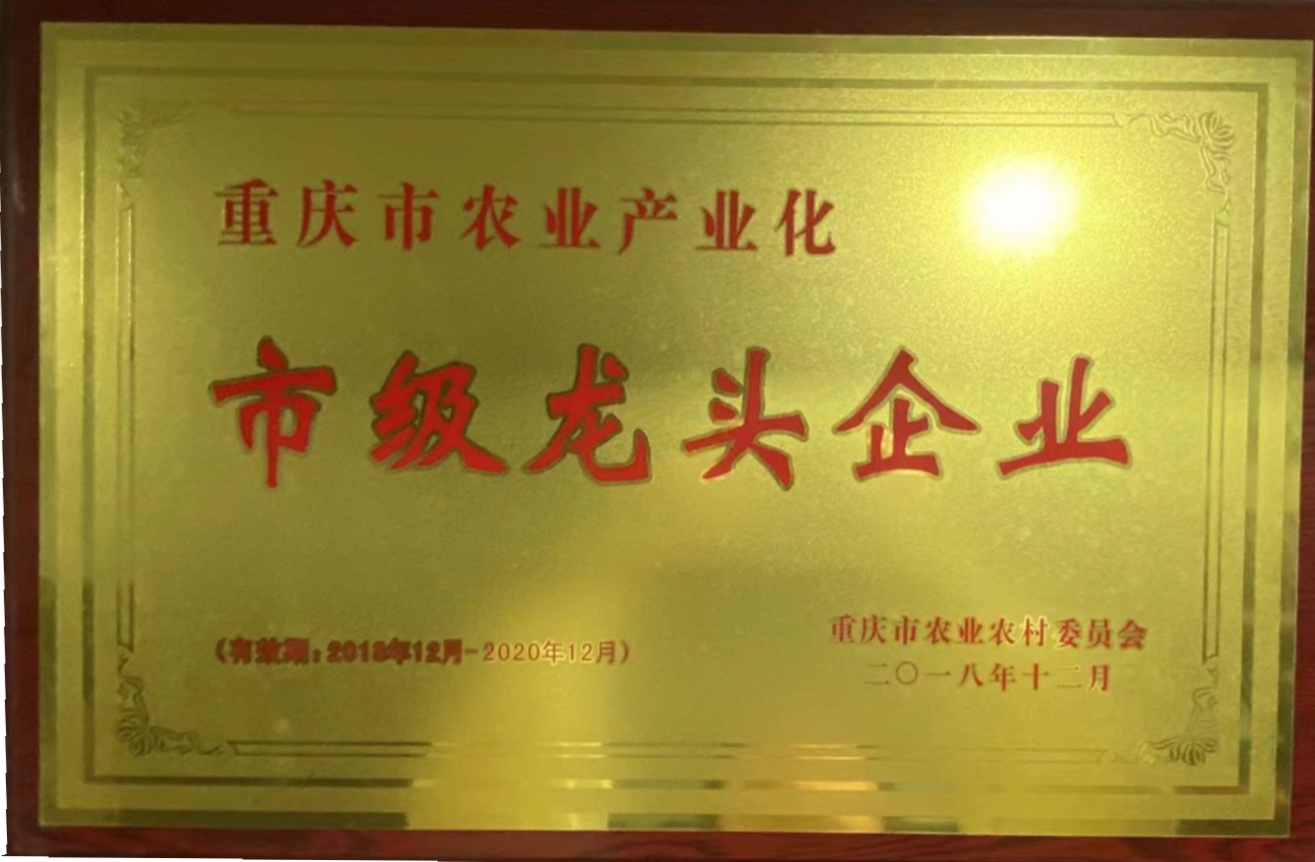 重庆市农业产业化
市级龙头企业
(有效期:2018年12月-2020年12月)
重庆市农业农村委员会
二〇一八年十二月